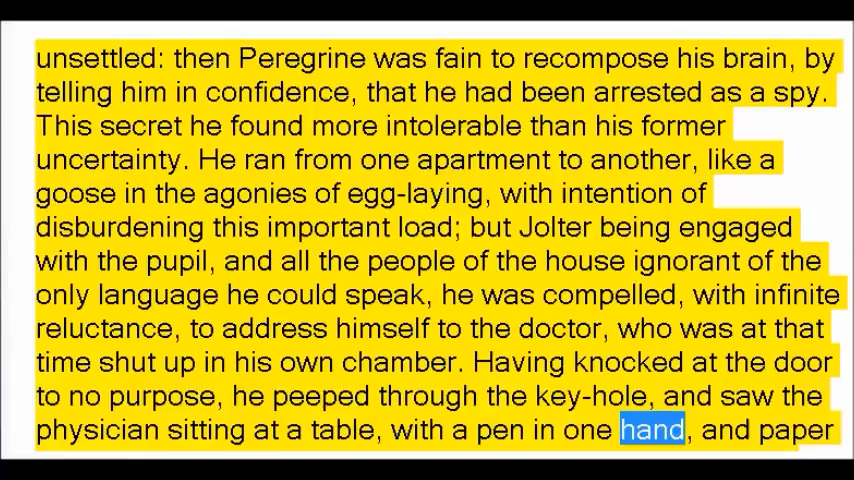 unsettled: then Peregrine was fain to recompose his brain, by
telling him in confidence, that he had been arrested as a spy.
This secret he found more intolerable than his former
uncertainty. He ran from one apartment to another, like a
goose in the agonies of egg-laying, with intention of
disburdening this important load; but Jolter being engaged
with the pupil, and all the people of the house ignorant of the
only language he could speak, he was compelled, with infinite
reluctance, to address himself to the doctor, who was at that
time shut up in his own chamber. Having knocked at the door
to no purpose, he peeped through the key-hole, and saw the
physician sitting at a table, with a pen in one hand, and paper